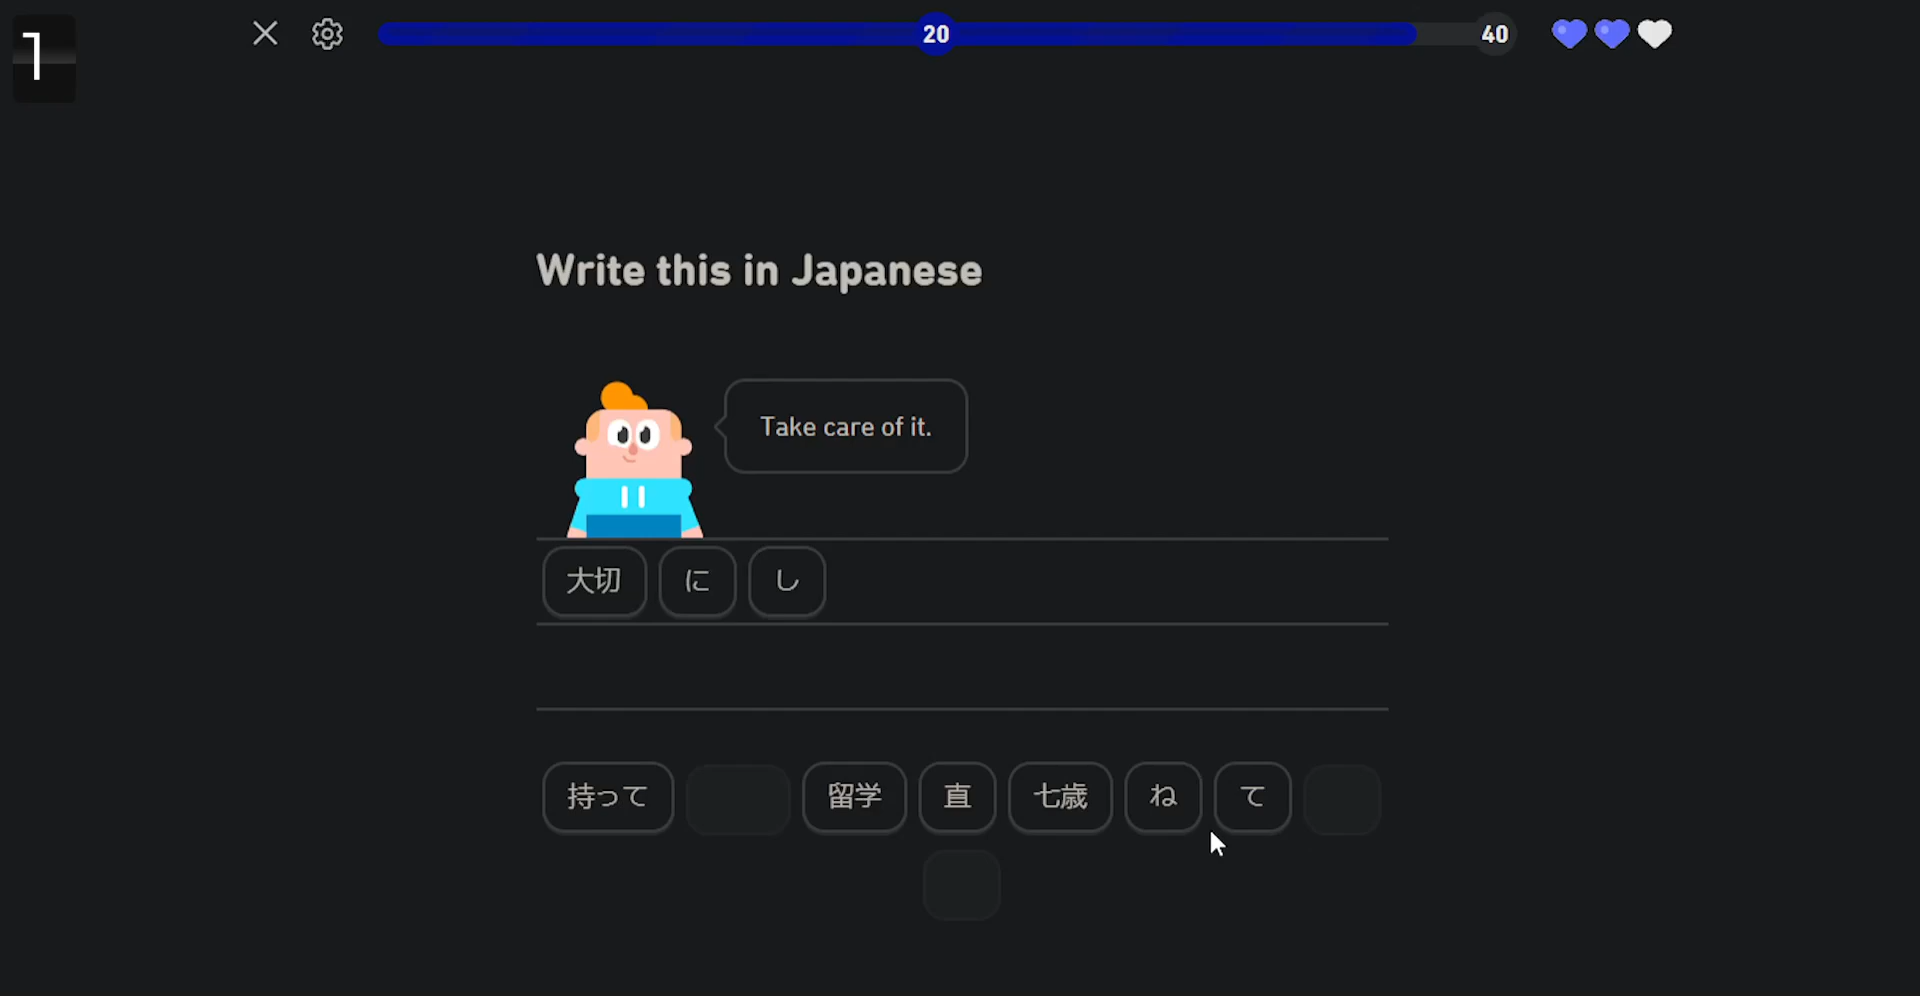 1
20
40
Write this in Japanese
Take care of it.
大切 に し
持って 留学 直 七歳 ね て